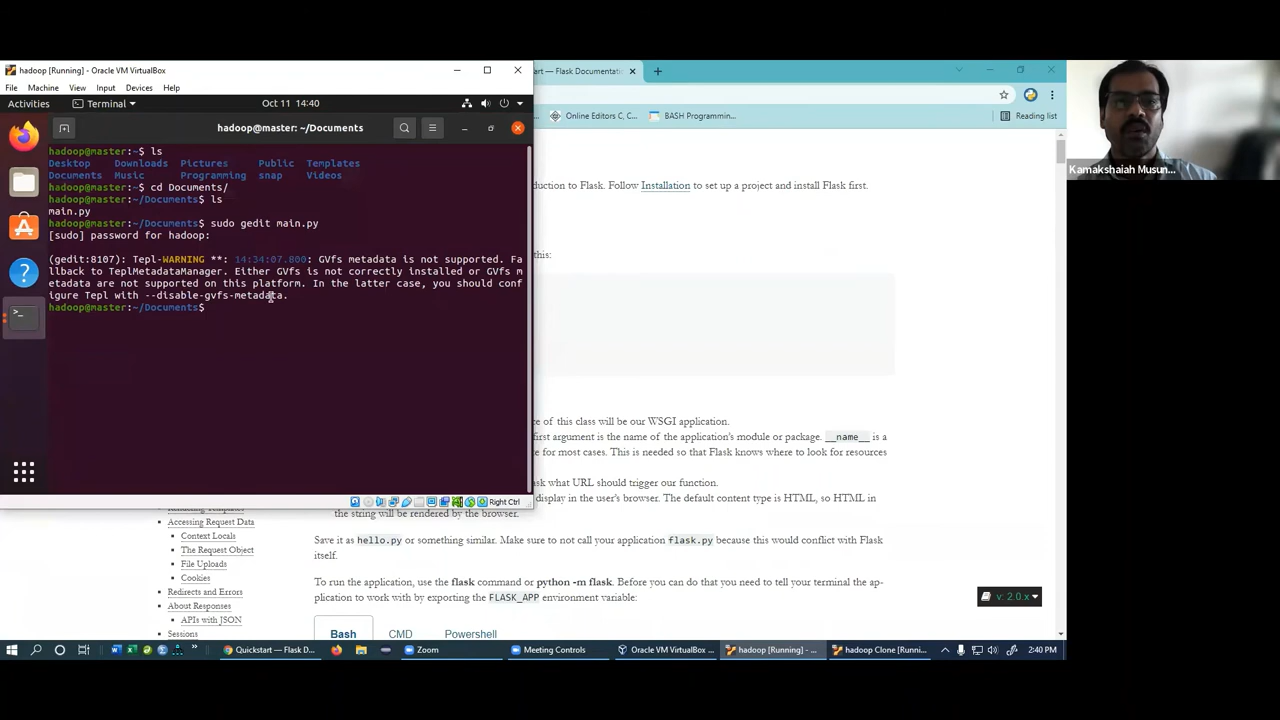 hadoop [Running] - Oracle VM VirtualBox
File Machine View Input Devices Help
Activities Terminal Oct 11 14:40
hadoop@master: ~/Documents
hadoop@master:~$ ls
Desktop Downloads Pictures Public Templates
Documents Music Programming snap Videos
hadoop@master:~$ cd Documents/
hadoop@master:~/Documents$ ls
main.py
hadoop@master:~/Documents$ sudo gedit main.py
[sudo] password for hadoop:
(gedit:8107): Tepl-WARNING **: 14:34:07.800: GVfs metadata is not supported. Fa
llback to TeplMetadataManager. Either GVfs is not correctly installed or GVfs m
etadata are not supported on this platform. In the latter case, you should conf
igure Tepl with --disable-gvfs-metadata.
hadoop@master:~/Documents$
Right Ctrl
art — Flask Documentati
Online Editors C, C... BASH Programmin... Reading list
duction to Flask. Follow Installation to set up a project and install Flask first.
this:
ce of this class will be our WSGI application.
first argument is the name of the application's module or package. __name__ is a
te for most cases. This is needed so that Flask knows where to look for resources
ask what URL should trigger our function.
display in the user's browser. The default content type is HTML, so HTML in
the string will be rendered by the browser.
Save it as hello.py or something similar. Make sure to not call your application flask.py because this would conflict with Flask
itself.
To run the application, use the flask command or python -m flask. Before you can do that you need to tell your terminal the ap-
plication to work with by exporting the FLASK_APP environment variable:
Bash CMD Powershell
Rendering Templates
Accessing Request Data
Context Locals
The Request Object
File Uploads
Cookies
Redirects and Errors
About Responses
APIs with JSON
Sessions
v: 2.0.x
Kamakshaiah Musun...
Quickstart — Flask D... Zoom Meeting Controls Oracle VM VirtualBox ... hadoop [Running] - ... hadoop Clone [Runni... 2:40 PM